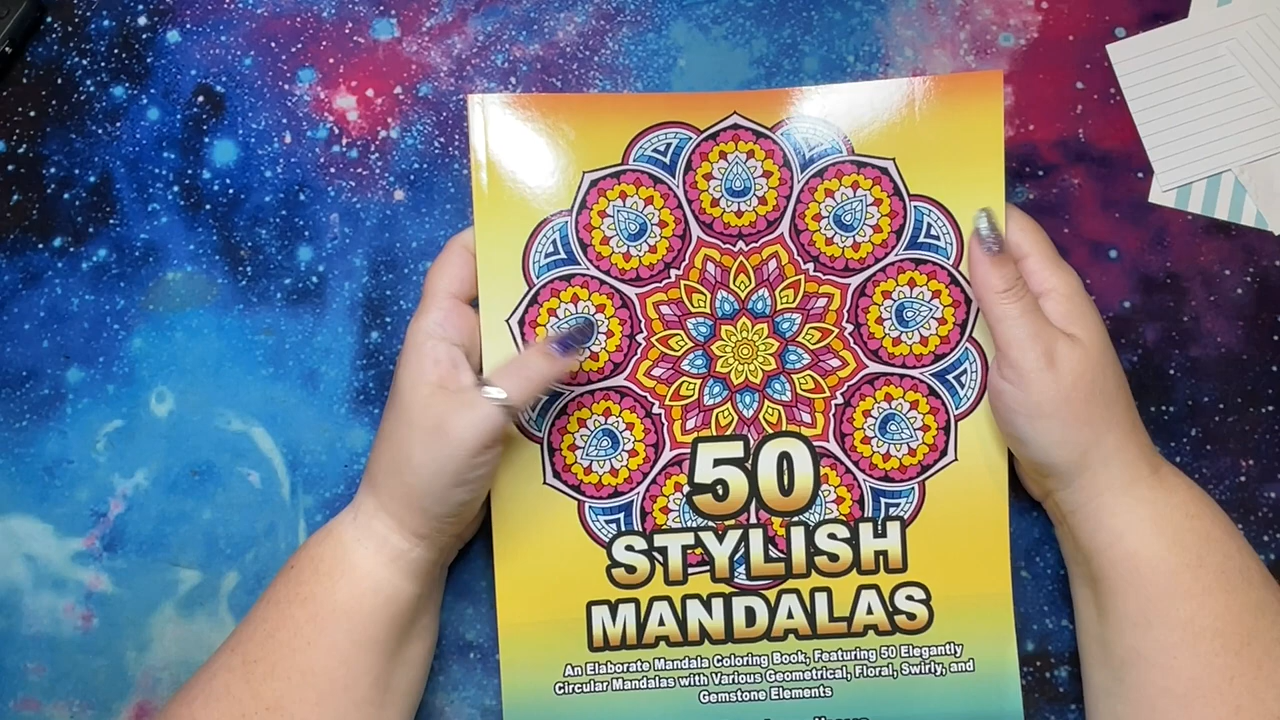 50
STYLISH
MANDALAS
An Elaborate Mandala Coloring Book, Featuring 50 Elegantly
Circular Mandalas with Various Geometrical, Floral, Swirly, and
Gemstone Elements